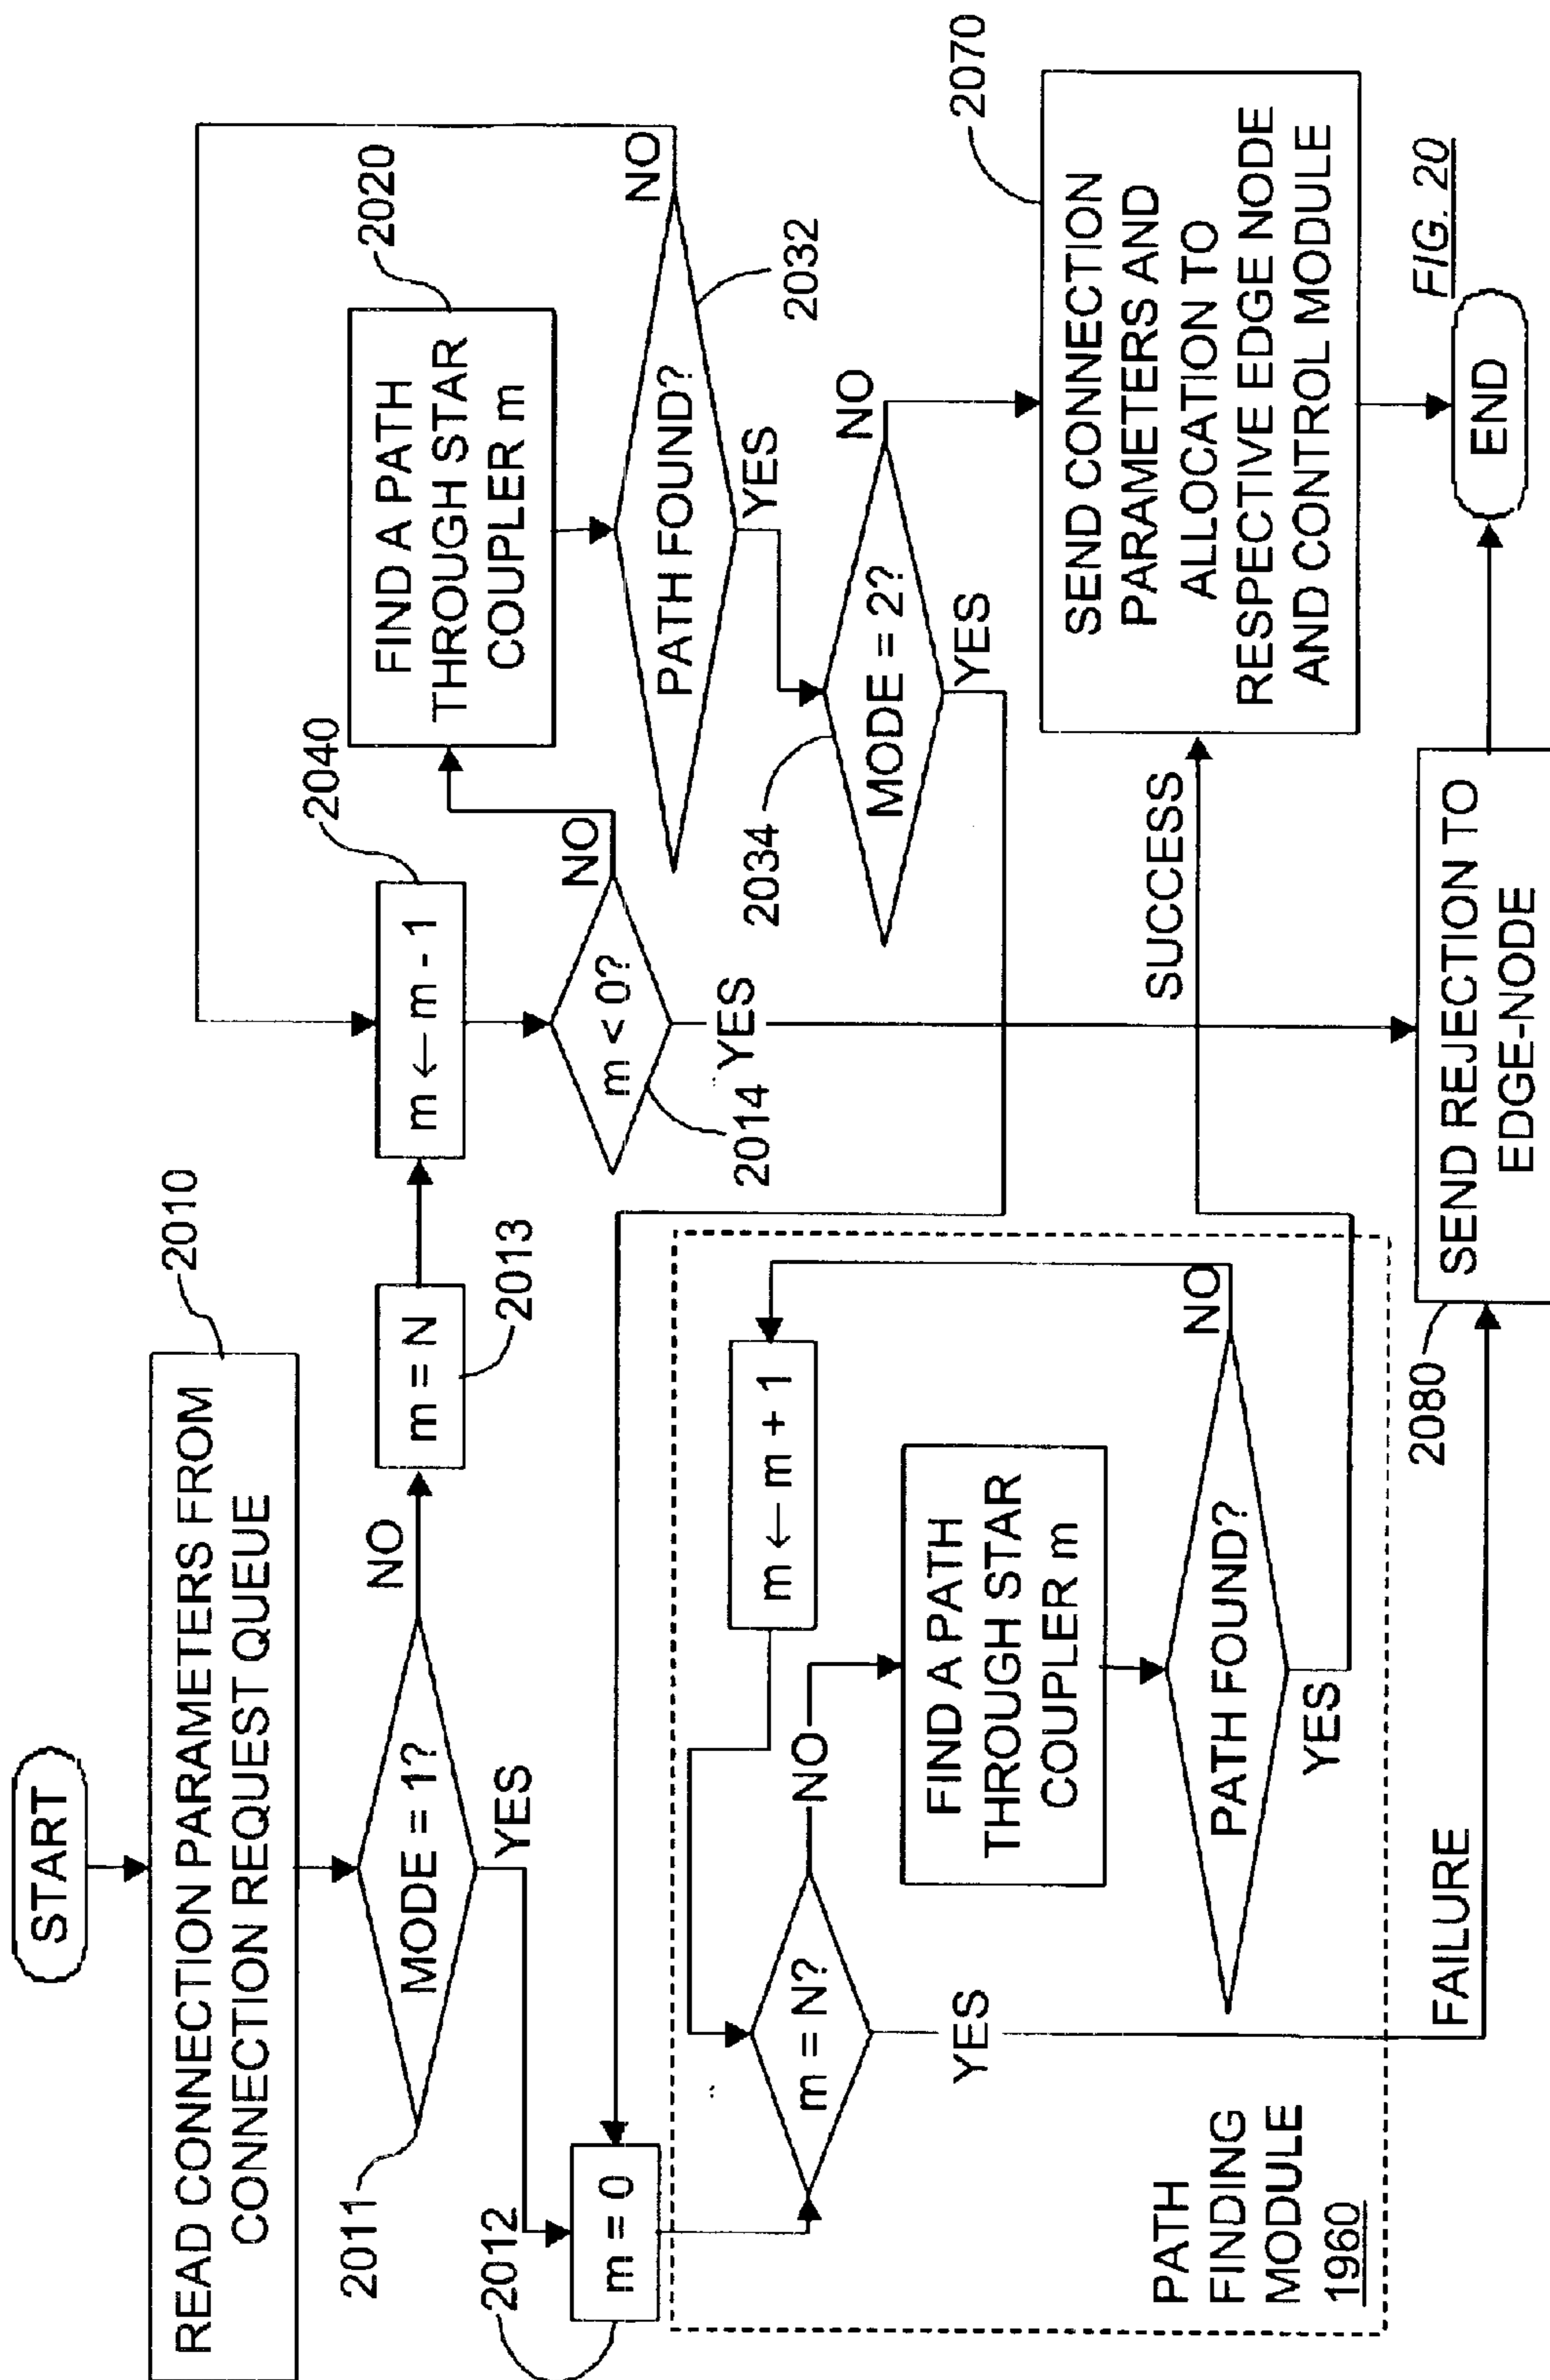 START
READ CONNECTION PARAMETERS FROM
CONNECTION REQUEST QUEUE
2010
MODE = 1?
2011
NO
YES
m = N
2013
m ← m - 1
2040
m < 0?
2014
NO
YES
FIND A PATH
THROUGH STAR
COUPLER m
2020
PATH FOUND?
2032
NO
YES
MODE = 2?
2034
NO
YES
m = 0
2012
m = N?
NO
YES
m ← m + 1
FIND A PATH
THROUGH STAR
COUPLER m
PATH FOUND?
NO
YES
PATH
FINDING
MODULE
1960
SUCCESS
FAILURE
SEND CONNECTION
PARAMETERS AND
ALLOCATION TO
RESPECTIVE EDGE NODE
AND CONTROL MODULE
2070
SEND REJECTION TO
EDGE-NODE
2080
END
FIG. 20